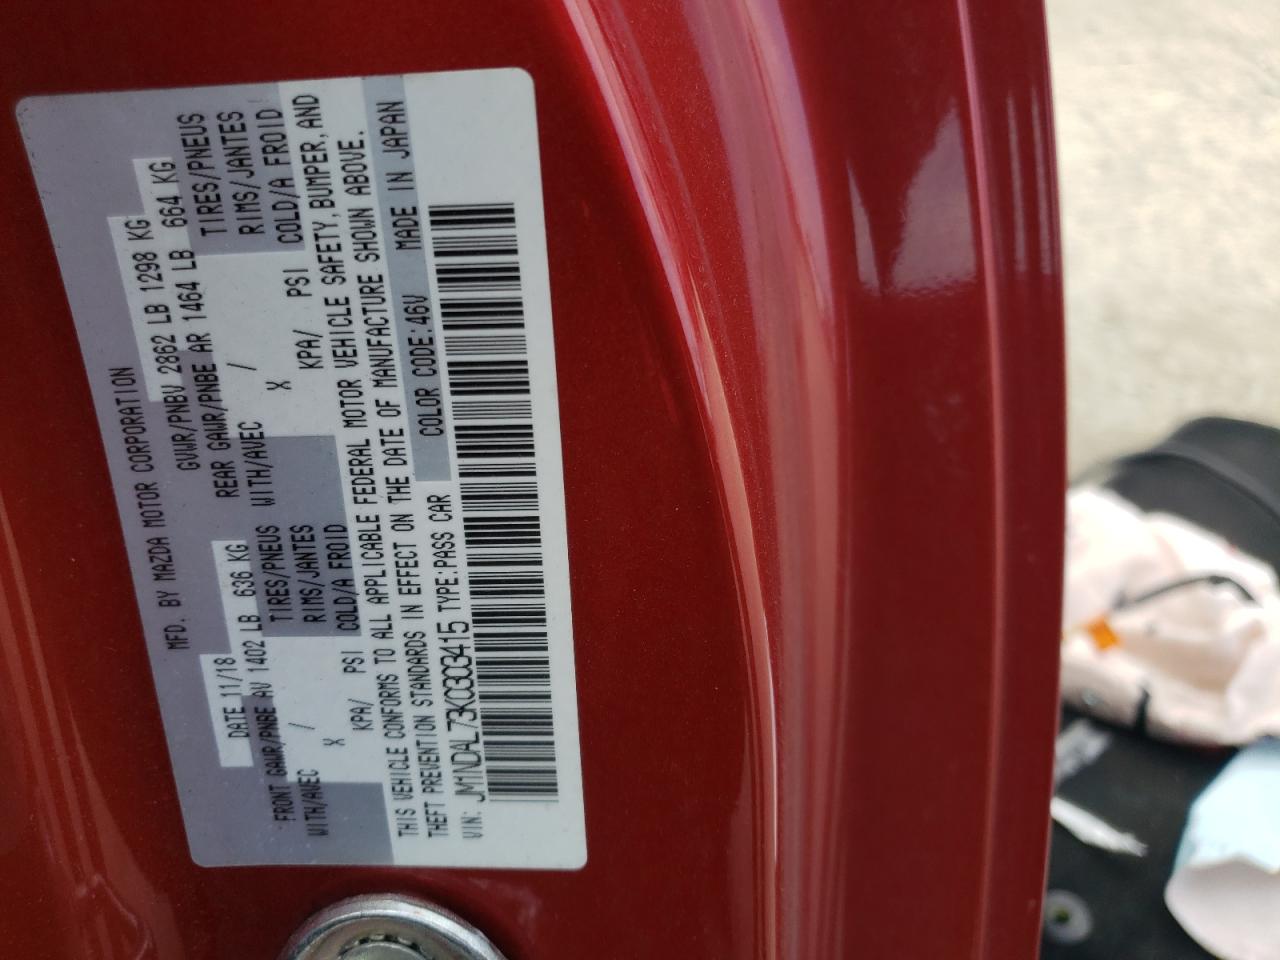 MFD. BY MAZDA MOTOR CORPORATION
DATE 11/18 GVWR/PNBV 2862 LB 1298 KG
FRONT GAWR/PNBE AV 1402 LB 636 KG REAR GAWR/PNBE AR 1464 LB 664 KG
WITH/AVEC / TIRES/PNEUS WITH/AVEC / TIRES/PNEUS
X RIMS/JANTES X RIMS/JANTES
KPA/ PSI COLD/A FROID KPA/ PSI COLD/A FROID
THIS VEHICLE CONFORMS TO ALL APPLICABLE FEDERAL MOTOR VEHICLE SAFETY, BUMPER, AND
THEFT PREVENTION STANDARDS IN EFFECT ON THE DATE OF MANUFACTURE SHOWN ABOVE.
VIN: JM1NDAL73K0303415 TYPE:PASS CAR COLOR CODE:46V MADE IN JAPAN